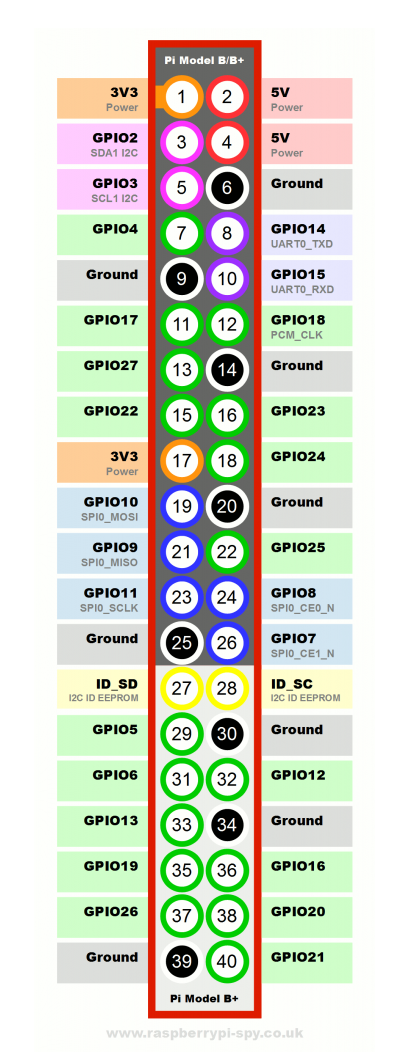 Pi Model B/B+
3V3 1 2 5V
Power Power
GPIO2 3 4 5V
SDA1 I2C Power
GPIO3 5 6 Ground
SCL1 I2C
GPIO4 7 8 GPIO14
UART0_TXD
Ground 9 10 GPIO15
UART0_RXD
GPIO17 11 12 GPIO18
PCM_CLK
GPIO27 13 14 Ground
GPIO22 15 16 GPIO23
3V3 17 18 GPIO24
Power
GPIO10 19 20 Ground
SPI0_MOSI
GPIO9 21 22 GPIO25
SPI0_MISO
GPIO11 23 24 GPIO8
SPI0_SCLK SPI0_CE0_N
Ground 25 26 GPIO7
SPI0_CE1_N
ID_SD 27 28 ID_SC
I2C ID EEPROM I2C ID EEPROM
GPIO5 29 30 Ground
GPIO6 31 32 GPIO12
GPIO13 33 34 Ground
GPIO19 35 36 GPIO16
GPIO26 37 38 GPIO20
Ground 39 40 GPIO21
Pi Model B+
www.raspberrypi-spy.co.uk